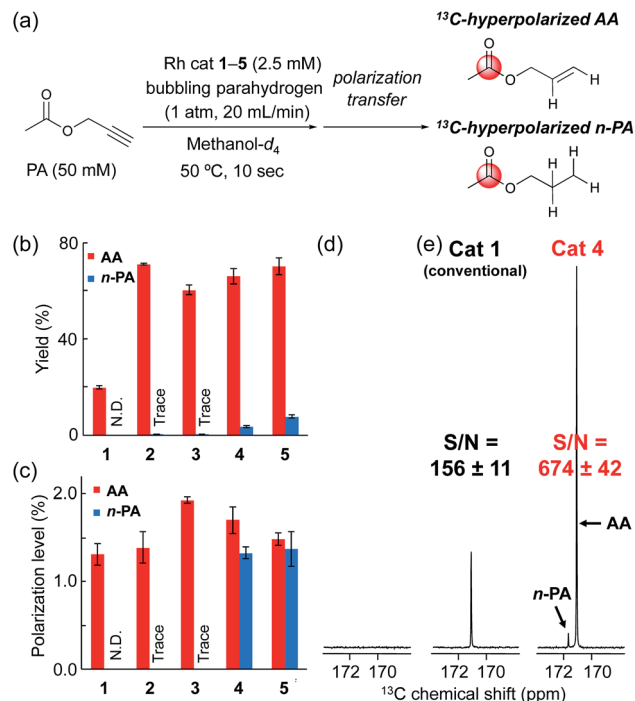 (a)
¹³C-hyperpolarized AA
Rh cat 1–5 (2.5 mM)
bubbling parahydrogen
(1 atm, 20 mL/min)
Methanol-d₄
50 ºC, 10 sec
polarization
transfer
O
O
PA (50 mM)
O
O
H
H
¹³C-hyperpolarized n-PA
O
O
H
H
H
H
(b)
AA
n-PA
Yield (%)
80
40
0
N.D.
Trace
Trace
1 2 3 4 5
(c)
AA
n-PA
Polarization level (%)
2.0
1.0
0.0
N.D.
Trace
Trace
1 2 3 4 5
(d)
(e)
Cat 1
(conventional)
Cat 4
S/N =
156 ± 11
S/N =
674 ± 42
AA
n-PA
172 170
172 170
172 170
¹³C chemical shift (ppm)